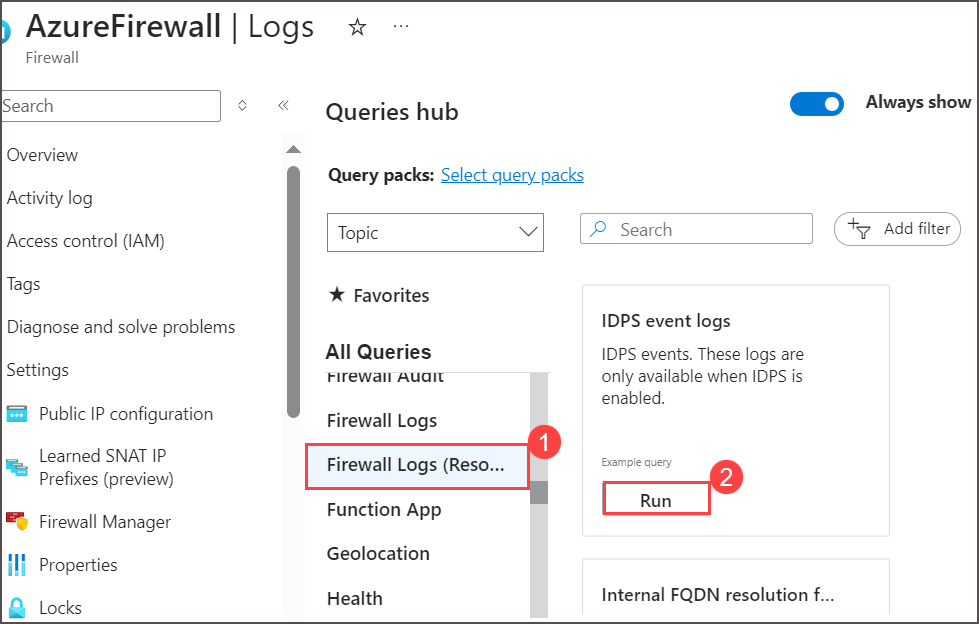 AzureFirewall | Logs
Firewall
Search
Overview
Activity log
Access control (IAM)
Tags
Diagnose and solve problems
Settings
Public IP configuration
Learned SNAT IP
Prefixes (preview)
Firewall Manager
Properties
Locks
Queries hub
Always show
Query packs: Select query packs
Topic
Search
Add filter
Favorites
All Queries
Firewall Audit
Firewall Logs
Firewall Logs (Reso...
1
Function App
Geolocation
Health
IDPS event logs
IDPS events. These logs are
only available when IDPS is
enabled.
Example query
Run
2
Internal FQDN resolution f...